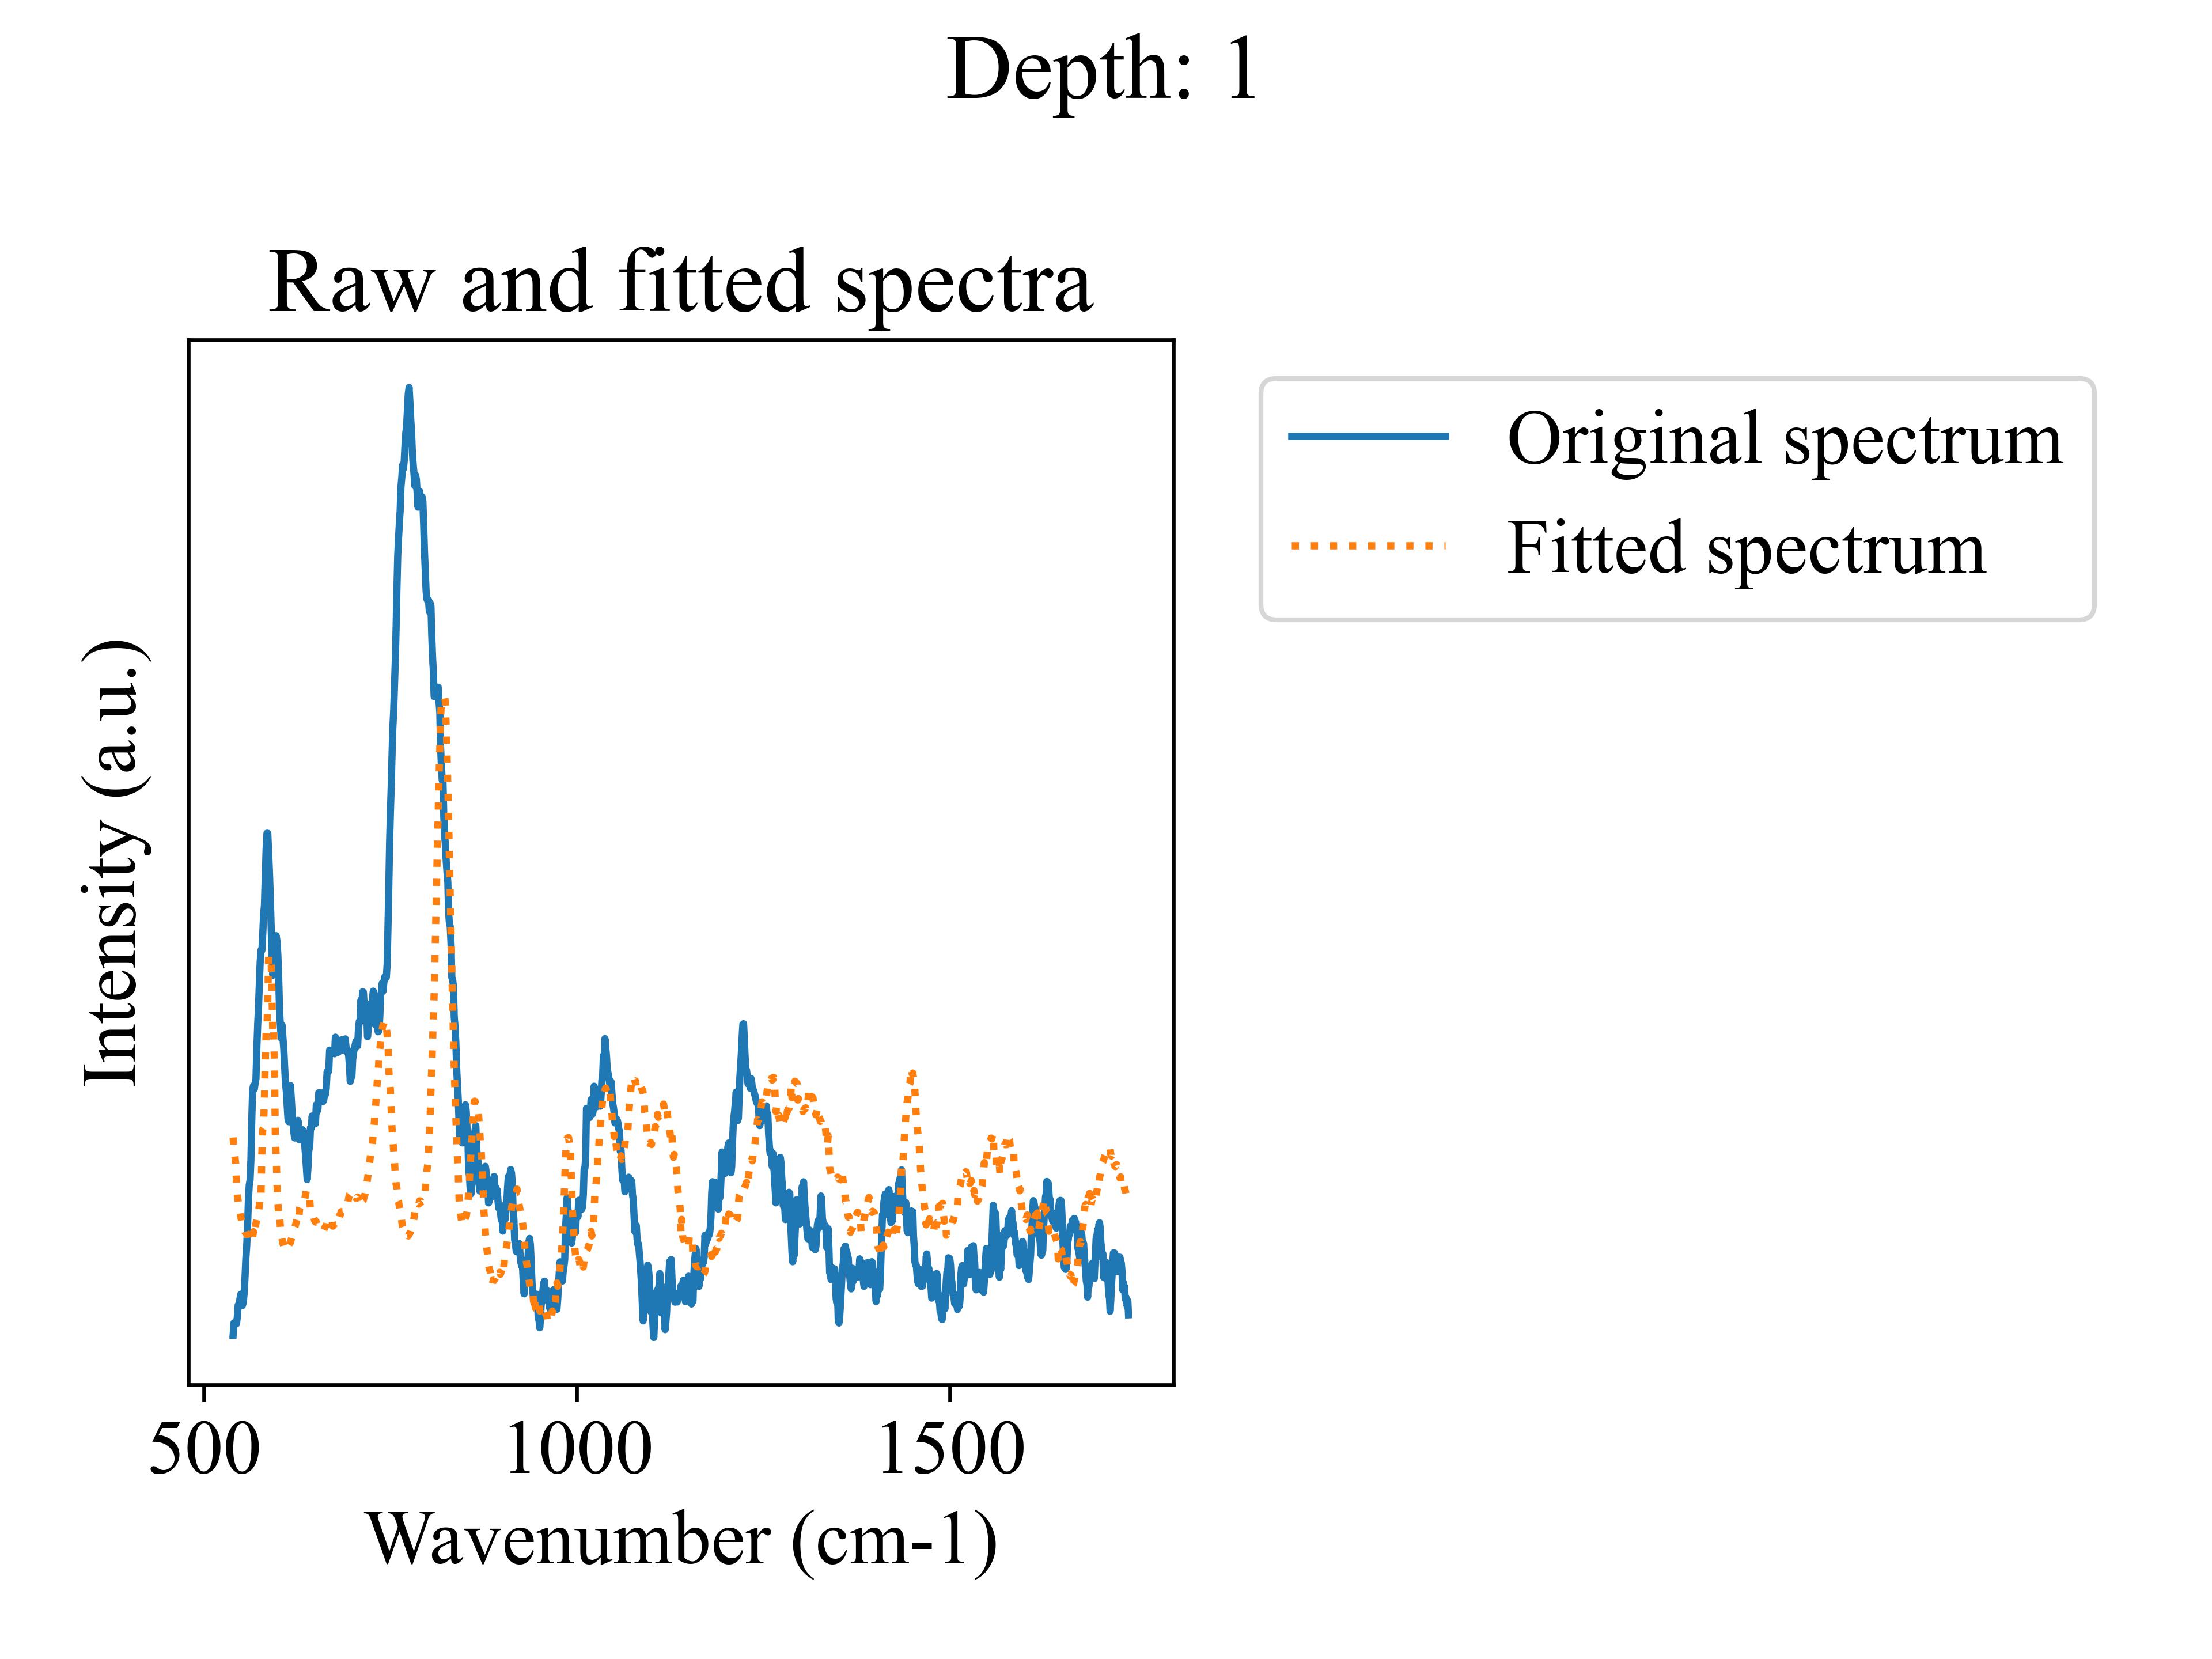 Depth: 1
Raw and fitted spectra
Original spectrum
Fitted spectrum
Intensity (a.u.)
500 1000 1500
Wavenumber (cm-1)